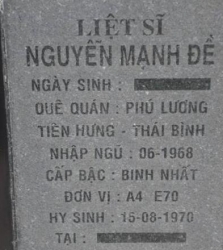 LIỆT SĨ
NGUYỄN MẠNH ĐỀ
NGÀY SINH :
QUÊ QUÁN : PHÚ LƯƠNG
TIÊN HƯNG - THÁI BÌNH
NHẬP NGŨ : 06-1968
CẤP BẬC : BINH NHẤT
ĐƠN VỊ : A4 E70
HY SINH : 15-08-1970
TẠI :